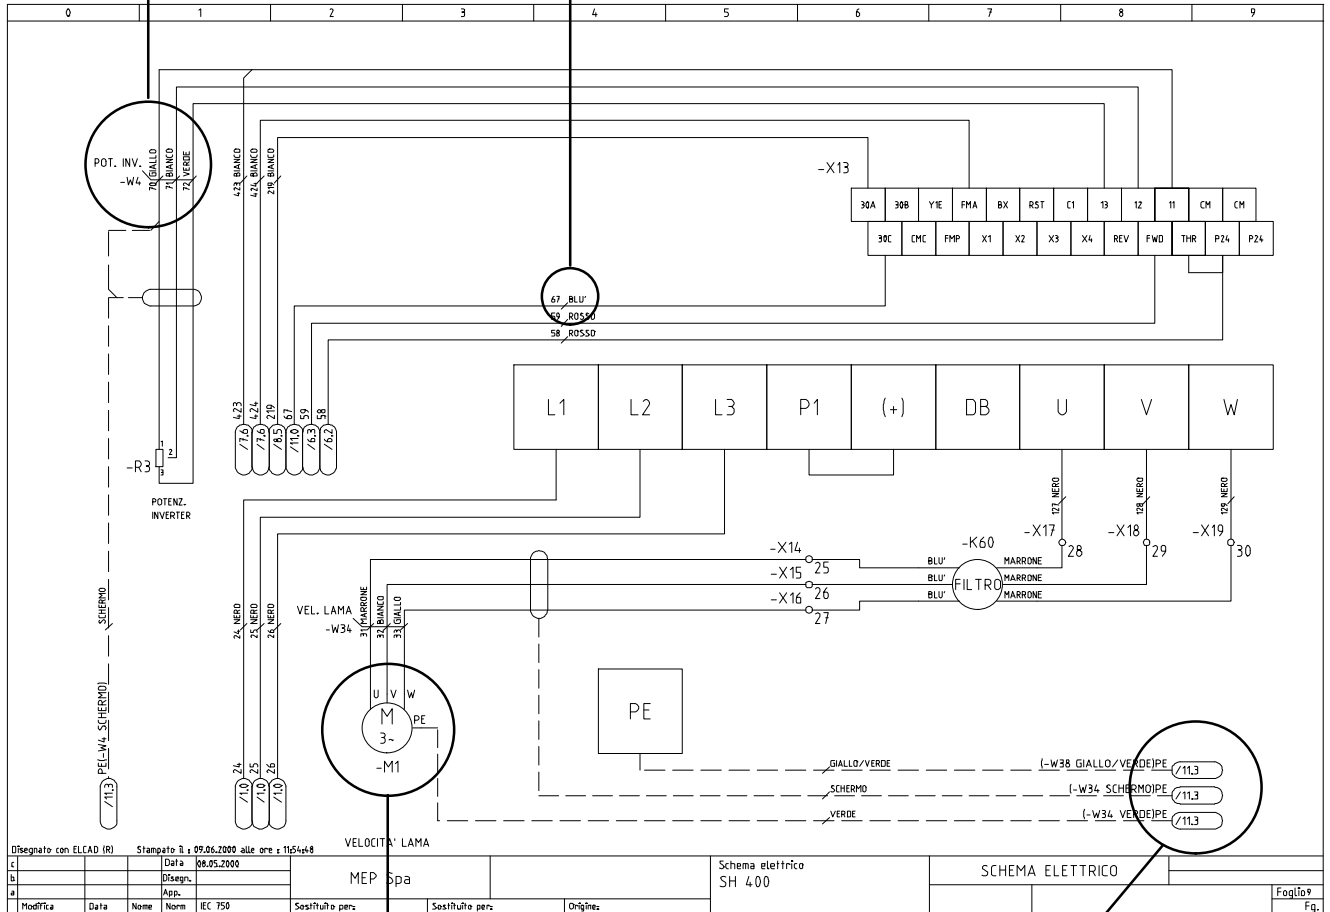 0 1 2 3 4 5 6 7 8 9
POT. INV.
-W4
70 GIALLO
71 BIANCO
72 VERDE
423 BIANCO
424 BIANCO
219 BIANCO
-X13
30A 30B Y1E FMA BX RST C1 13 12 11 CM CM
30C CMC FMP X1 X2 X3 X4 REV FWD THR P24 P24
67 BLU'
59 ROSSO
58 ROSSO
L1 L2 L3 P1 (+) DB U V W
423 424 219 67 59 58
/7.6 /7.6 /8.5 /11.0 /6.3 /6.2
1
2
3
-R3
POTENZ.
INVERTER
127 NERO
128 NERO
129 NERO
-X17 28
-X18 29
-X19 30
-X14 25
-X15 26
-X16 27
-K60
FILTRO
BLU' MARRONE
BLU' MARRONE
BLU' MARRONE
SCHERMO
24 NERO
25 NERO
26 NERO
VEL. LAMA
-W34
31 MARRONE
32 BIANCO
33 GIALLO
U V W
M
3~
PE
-M1
PE
PE(-W4 SCHERMO)
/11.3
24 25 26
/1.0 /1.0 /1.0
GIALLO/VERDE (-W38 GIALLO/VERDE)PE /11.3
SCHERMO (-W34 SCHERMO)PE /11.3
VERDE (-W34 VERDE)PE /11.3
VELOCITA' LAMA
Disegnato con ELCAD (R) Stampato il : 09.06.2000 alle ore : 11:54:48
c Data 08.05.2000
b Disegn.
a App.
Modifica Data Nome Norm IEC 750
MEP Spa
Sostituito per: Sostituito per: Origine:
Schema elettrico
SH 400
SCHEMA ELETTRICO
Foglio 9
Fg.